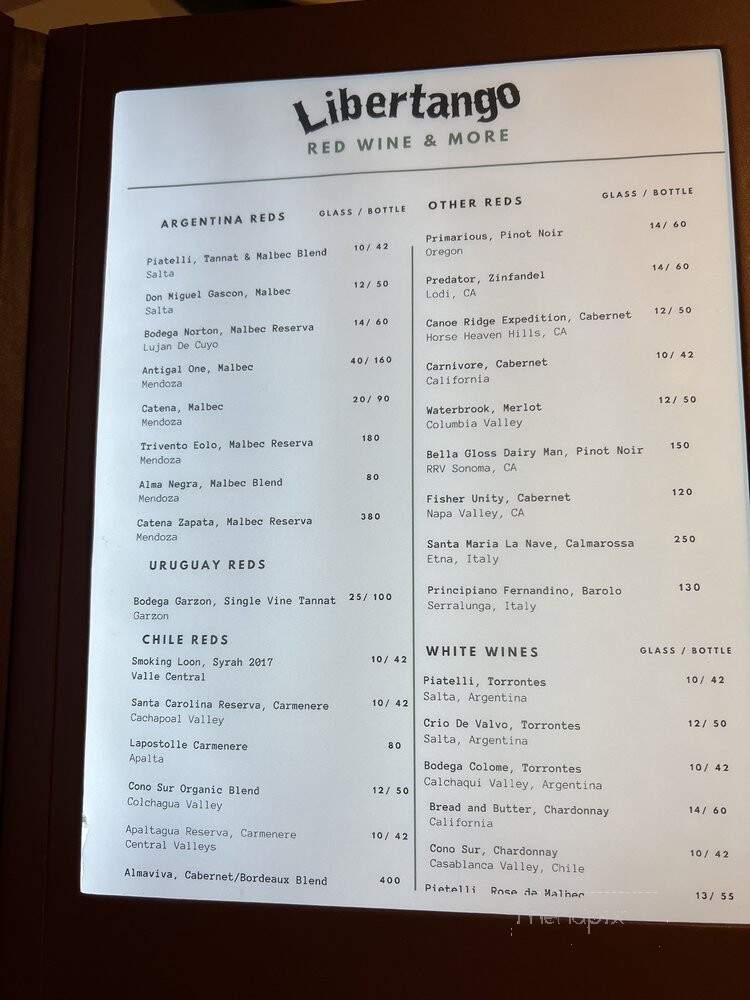 Libertango
RED WINE & MORE
ARGENTINA REDS GLASS / BOTTLE
Piatelli, Tannat & Malbec Blend 10/ 42
Salta
Don Miguel Gascon, Malbec 12/ 50
Salta
Bodega Norton, Malbec Reserva 14/ 60
Lujan De Cuyo
Antigal One, Malbec 40/ 160
Mendoza
Catena, Malbec 20/ 90
Mendoza
Trivento Eolo, Malbec Reserva 180
Mendoza
Alma Negra, Malbec Blend 80
Mendoza
Catena Zapata, Malbec Reserva 380
Mendoza
URUGUAY REDS
Bodega Garzon, Single Vine Tannat 25/ 100
Garzon
CHILE REDS
Smoking Loon, Syrah 2017 10/ 42
Valle Central
Santa Carolina Reserva, Carmenere 10/ 42
Cachapoal Valley
Lapostolle Carmenere 80
Apalta
Cono Sur Organic Blend 12/ 50
Colchagua Valley
Apaltagua Reserva, Carmenere 10/ 42
Central Valleys
Almaviva, Cabernet/Bordeaux Blend 400
OTHER REDS GLASS / BOTTLE
Primarious, Pinot Noir 14/ 60
Oregon
Predator, Zinfandel 14/ 60
Lodi, CA
Canoe Ridge Expedition, Cabernet 12/ 50
Horse Heaven Hills, CA
Carnivore, Cabernet 10/ 42
California
Waterbrook, Merlot 12/ 50
Columbia Valley
Bella Gloss Dairy Man, Pinot Noir 150
RRV Sonoma, CA
Fisher Unity, Cabernet 120
Napa Valley, CA
Santa Maria La Nave, Calmarossa 250
Etna, Italy
Principiano Fernandino, Barolo 130
Serralunga, Italy
WHITE WINES GLASS / BOTTLE
Piatelli, Torrontes 10/ 42
Salta, Argentina
Crio De Valvo, Torrontes 12/ 50
Salta, Argentina
Bodega Colome, Torrontes 10/ 42
Calchaqui Valley, Argentina
Bread and Butter, Chardonnay 14/ 60
California
Cono Sur, Chardonnay 10/ 42
Casablanca Valley, Chile
Pietelli, Rose de Malbec 13/ 55
menupix